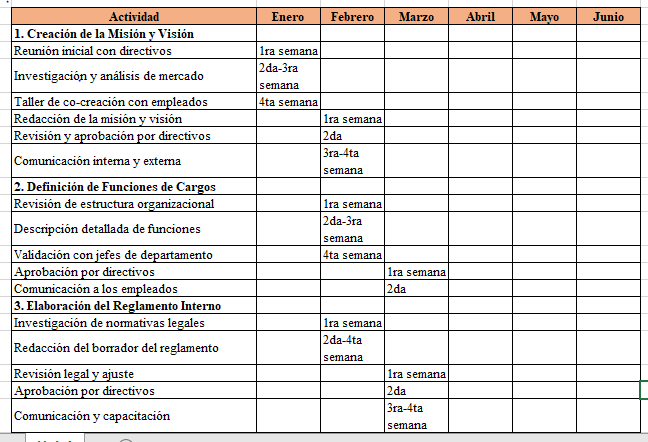 Actividad Enero Febrero Marzo Abril Mayo Junio
1. Creación de la Misión y Visión
Reunión inicial con directivos 1ra semana
Investigación y análisis de mercado 2da-3ra
semana
Taller de co-creación con empleados 4ta semana
Redacción de la misión y visión 1ra semana
Revisión y aprobación por directivos 2da
Comunicación interna y externa 3ra-4ta
semana
2. Definición de Funciones de Cargos
Revisión de estructura organizacional 1ra semana
Descripción detallada de funciones 2da-3ra
semana
Validación con jefes de departamento 4ta semana
Aprobación por directivos 1ra semana
Comunicación a los empleados 2da
3. Elaboración del Reglamento Interno
Investigación de normativas legales 1ra semana
Redacción del borrador del reglamento 2da-4ta
semana
Revisión legal y ajuste 1ra semana
Aprobación por directivos 2da
Comunicación y capacitación 3ra-4ta
semana